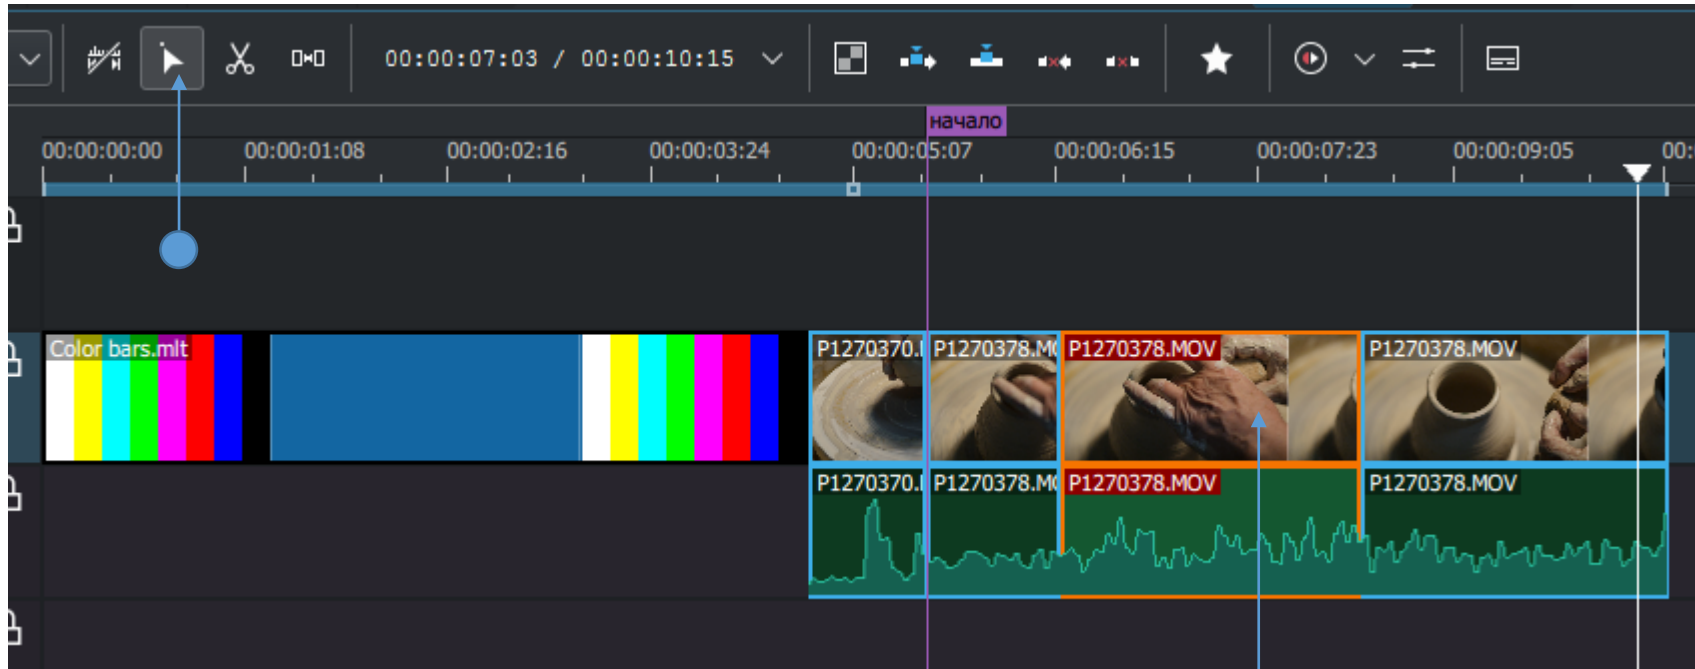 00:00:07:03 / 00:00:10:15
начало
00:00:00:00 00:00:01:08 00:00:02:16 00:00:03:24 00:00:05:07 00:00:06:15 00:00:07:23 00:00:09:05 00:
Color bars.mlt P1270370. P1270378.M P1270378.MOV P1270378.MOV
P1270370. P1270378.M P1270378.MOV P1270378.MOV